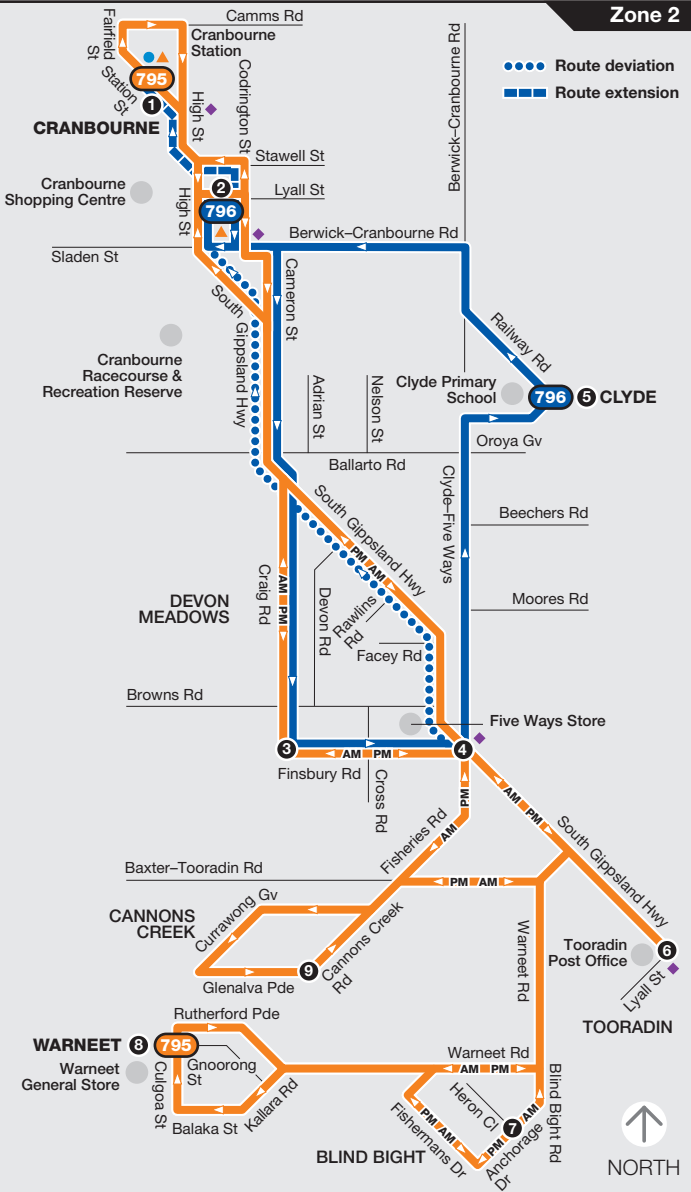 Zone 2
Route deviation
Route extension
Camms Rd
Fairfield
St
Cranbourne
Station
795
Station
St
1
CRANBOURNE
High St
Codrington St
Berwick–Cranbourne Rd
Stawell St
2
Lyall St
Cranbourne
Shopping Centre
High St
796
Berwick–Cranbourne Rd
Sladen St
Cameron St
South Gippsland Hwy
Railway Rd
Cranbourne
Racecourse &
Recreation Reserve
Adrian St
Nelson St
Clyde Primary
School
796
5
CLYDE
Oroya Gv
Ballarto Rd
Clyde–Five Ways
South Gippsland Hwy
Beechers Rd
PM AM
Craig Rd
AM PM
DEVON
MEADOWS
Devon Rd
Rawlins
Rd
Moores Rd
Facey Rd
Browns Rd
Five Ways Store
3
AM PM
4
Finsbury Rd
Cross Rd
PM
AM
AM PM
South Gippsland Hwy
Fisheries Rd
Baxter–Tooradin Rd
PM AM
CANNONS
CREEK
Currawong Gv
Cannons Creek
Rd
Warneet Rd
Tooradin
Post Office
6
9
Glenalva Pde
Lyall St
TOORADIN
Rutherford Pde
WARNEET
8
795
Gnoorong
St
Warneet
General Store
Culgoa St
Warneet Rd
AM PM
Kallara Rd
Balaka St
Heron Cl
7
AM
PM
Blind Bight Rd
PM AM
Fishermans Dr
Anchorage
Dr
BLIND BIGHT
NORTH